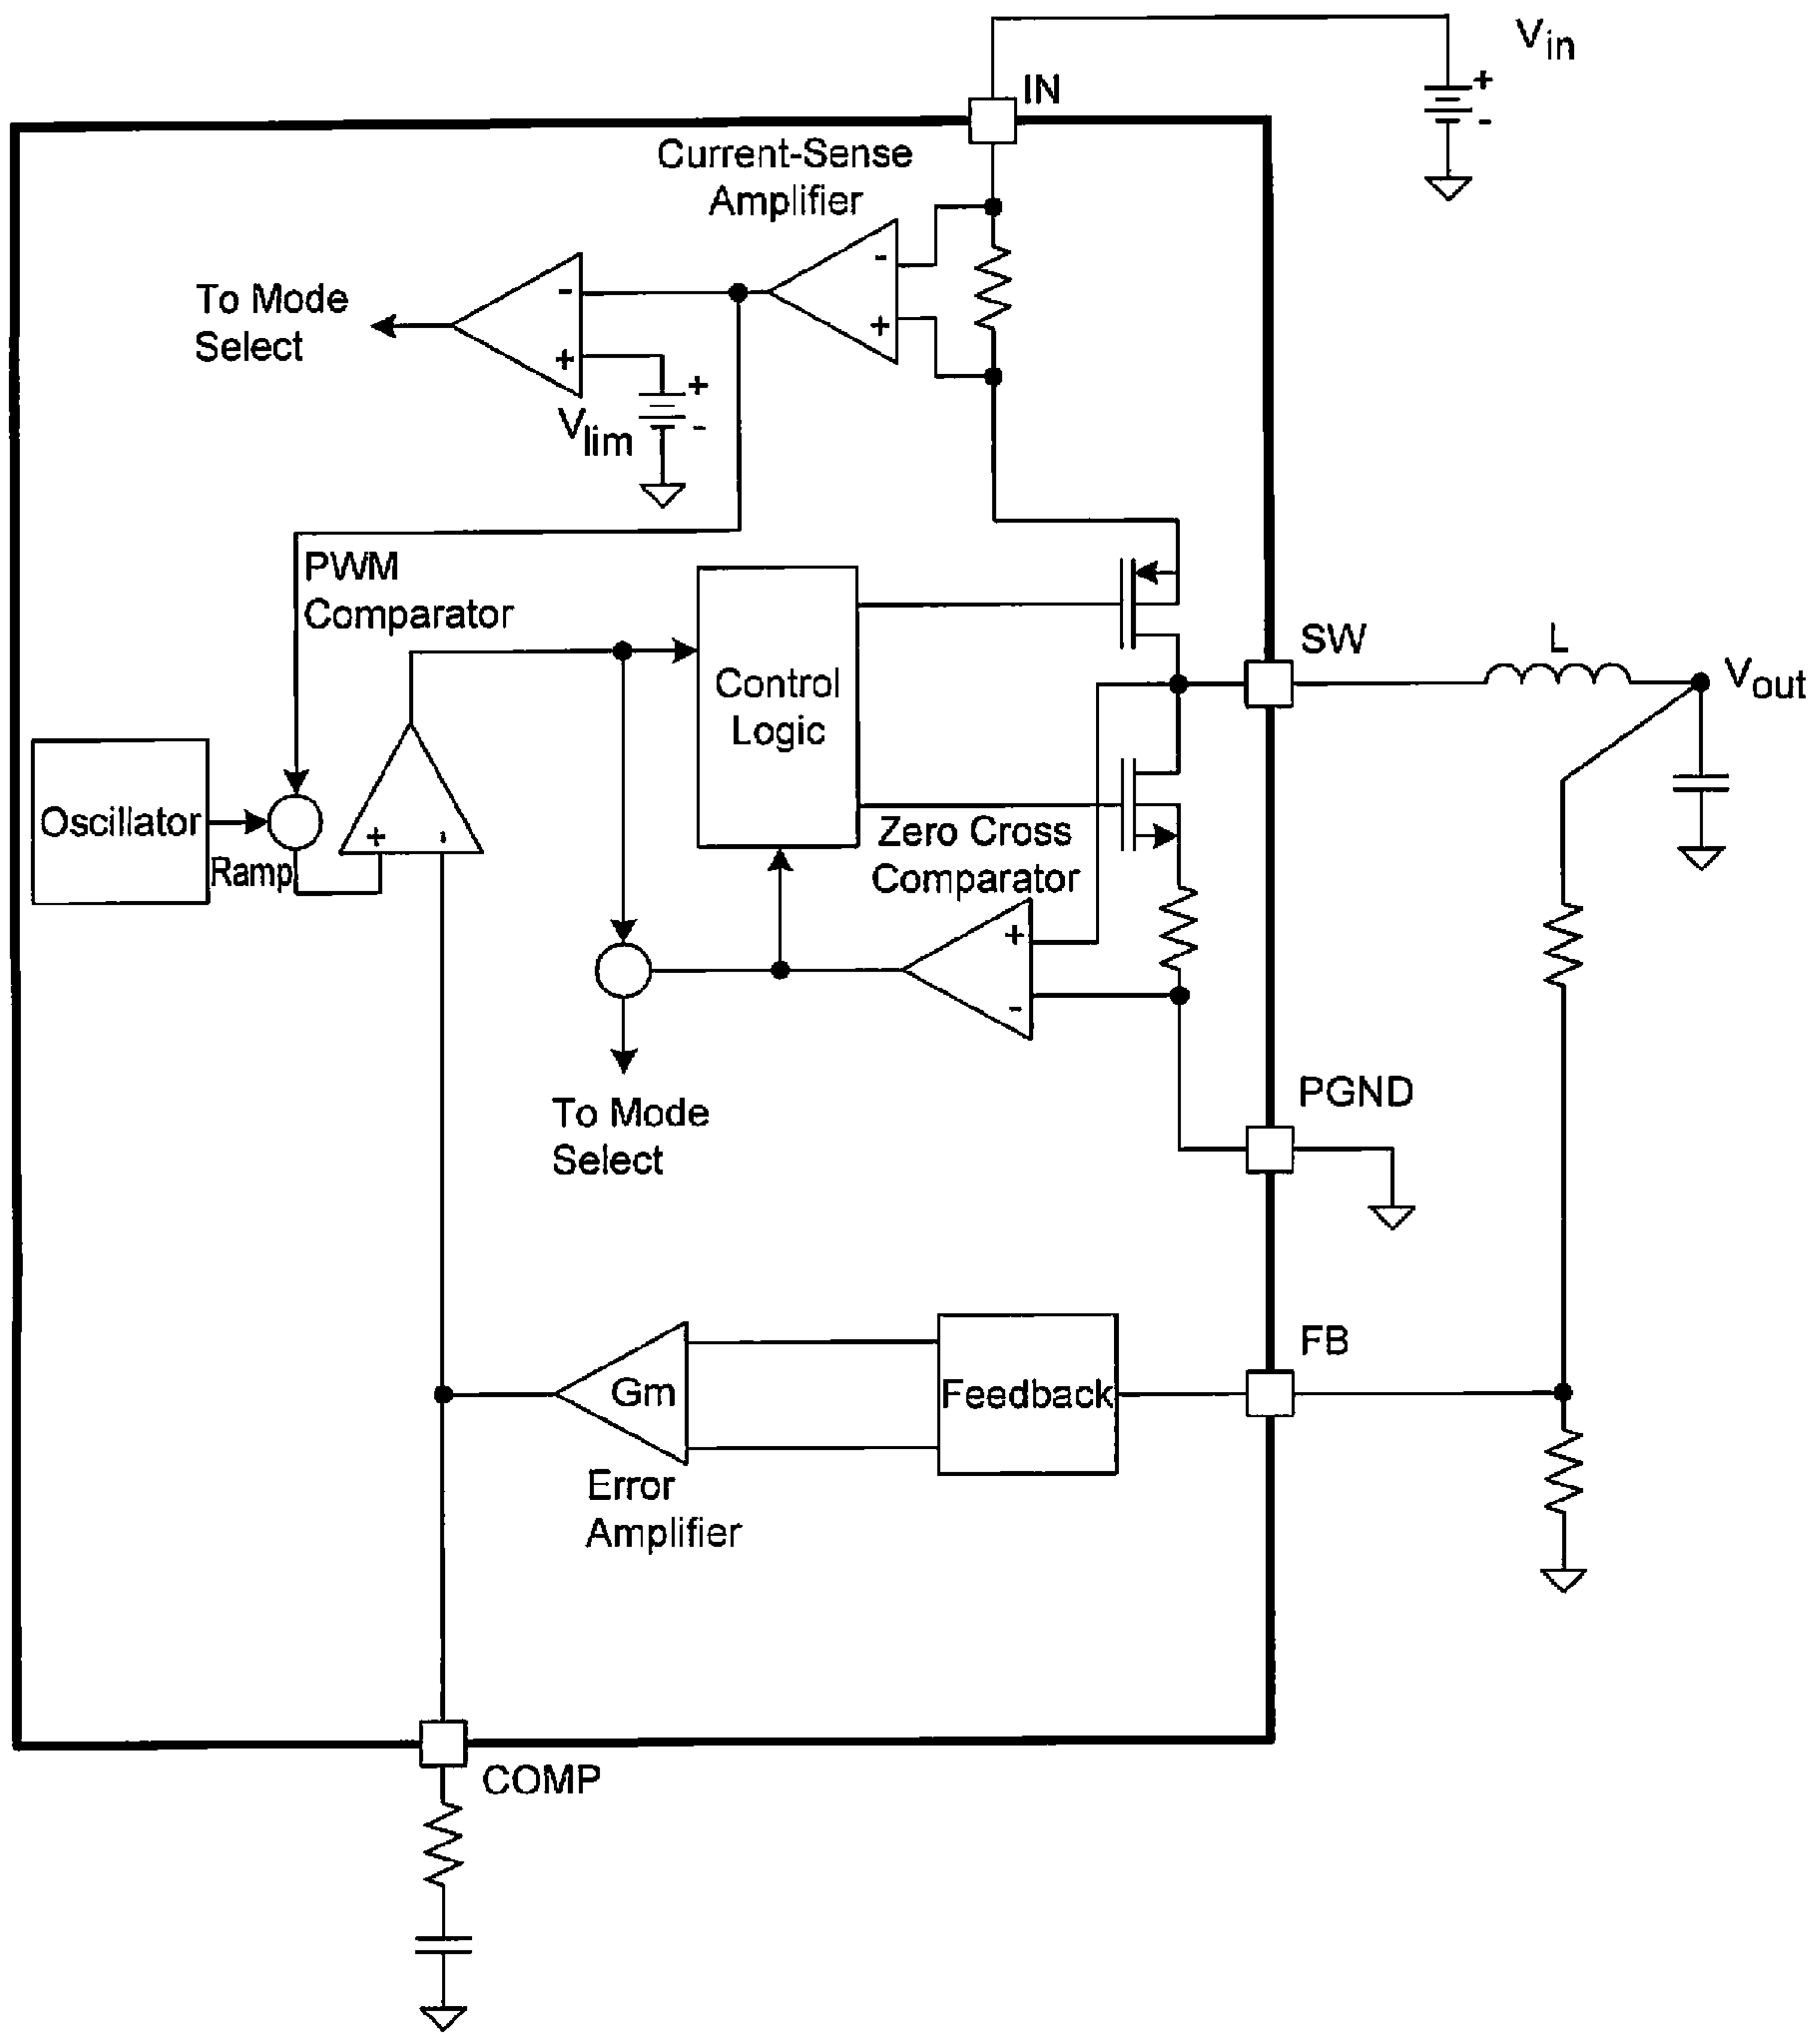 Vin
IN
Current-Sense
Amplifier
+
-
-
+
To Mode
Select
-
+
Vlim
+
-
PWM
Comparator
SW
L
Vout
Control
Logic
Oscillator
Ramp
+
-
Zero Cross
Comparator
+
-
To Mode
Select
PGND
FB
Gm
Feedback
Error
Amplifier
COMP